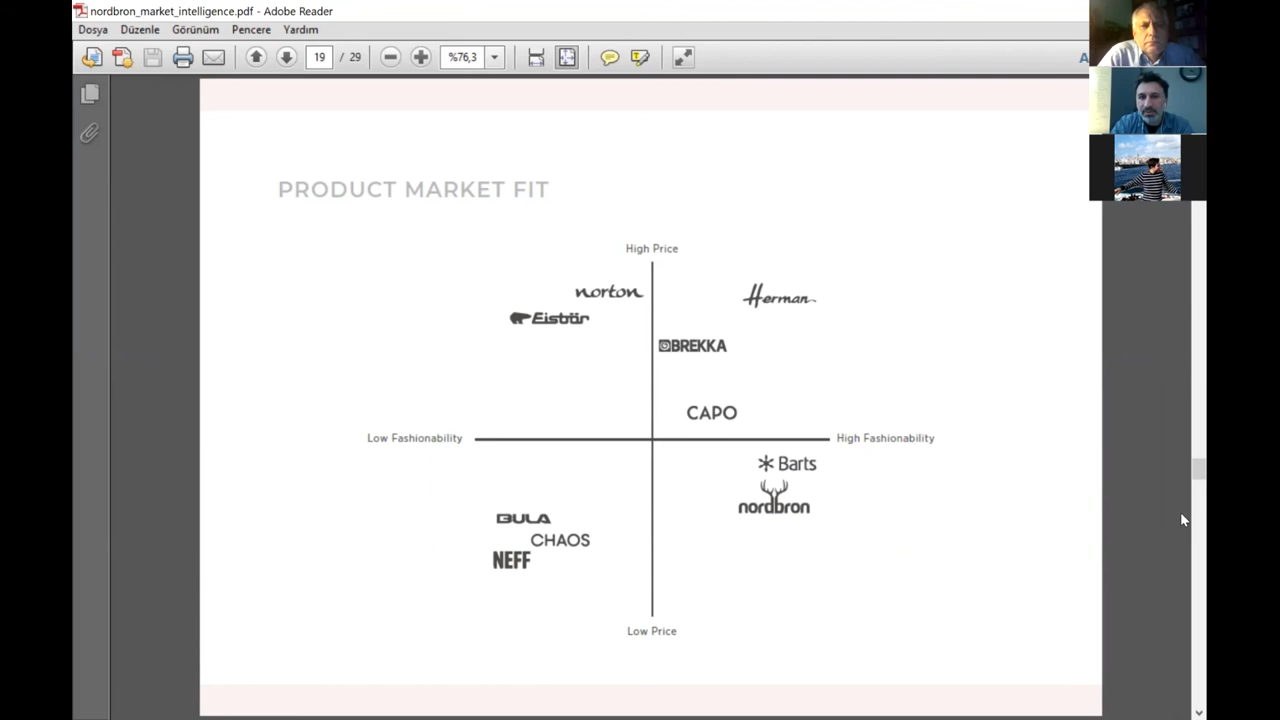 nordbron_market_intelligence.pdf - Adobe Reader
Dosya Düzenle Görünüm Pencere Yardım
19 / 29 %76,3 A
PRODUCT MARKET FIT
High Price
norton
Herman
Eisbär
BREKKA
CAPO
Low Fashionability High Fashionability
Barts
nordbron
BULA
CHAOS
NEFF
Low Price